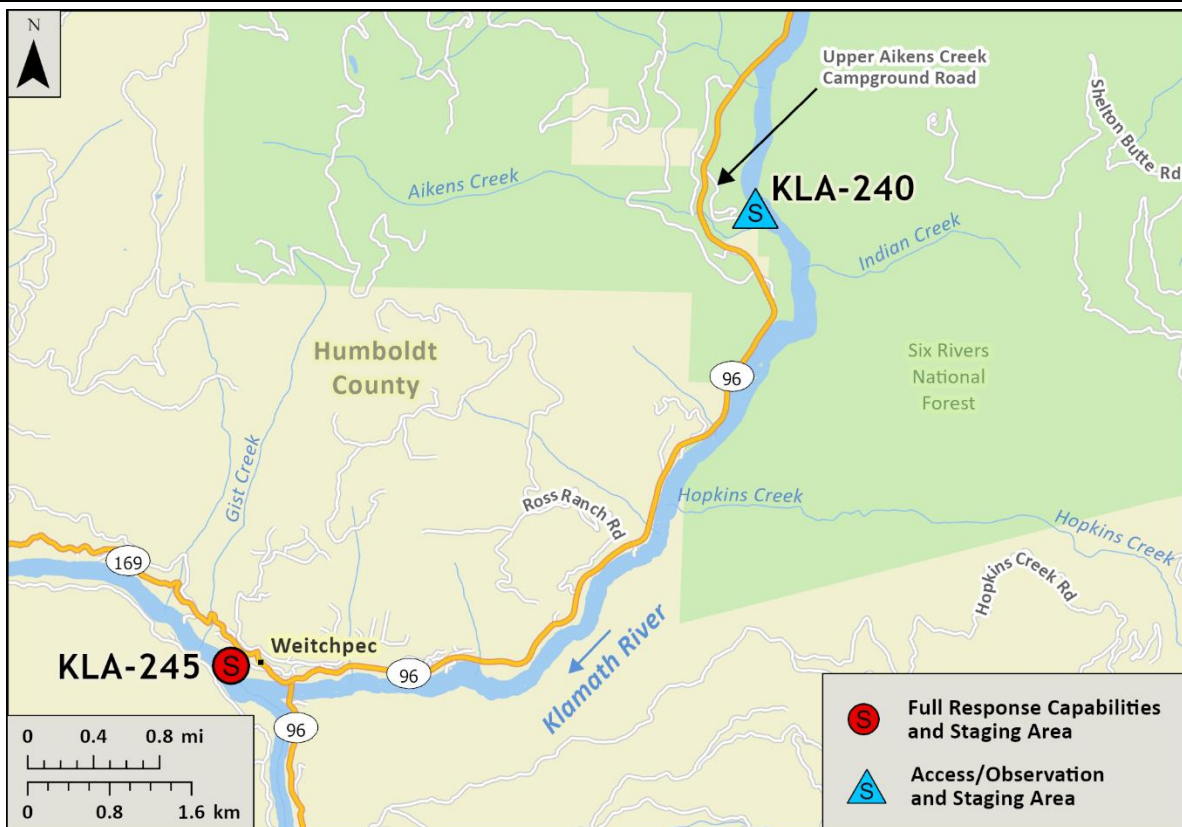 N
Upper Aikens Creek
Campground Road
Shelton Butte Rd
Aikens Creek
KLA-240
S
Indian Creek
Humboldt
County
Six Rivers
National
Forest
96
Gist Creek
Ross Ranch Rd
Hopkins Creek
Hopkins Creek
Hopkins Creek Rd
169
Klamath River
Weitchpec
KLA-245
S
96
96
0 0.4 0.8 mi
0 0.8 1.6 km
S
Full Response Capabilities
and Staging Area
S
Access/Observation
and Staging Area